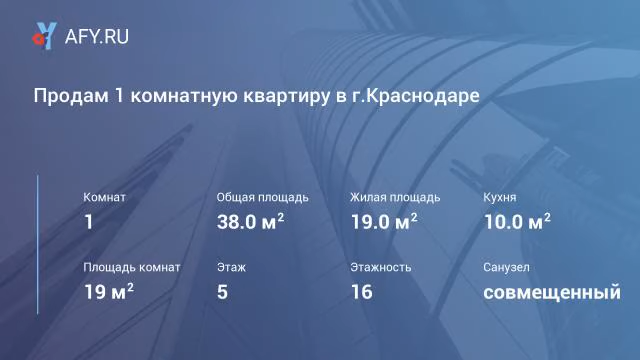 AFY.RU
Продам 1 комнатную квартиру в г.Краснодаре
Комнат Общая площадь Жилая площадь Кухня
1 38.0 м² 19.0 м² 10.0 м²
Площадь комнат Этаж Этажность Санузел
19 м² 5 16 совмещенный